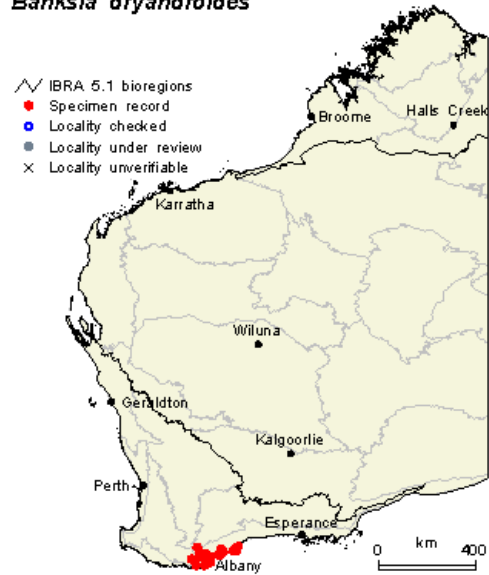 Banksia dryandroides
IBRA 5.1 bioregions
Specimen record
Locality checked
Locality under review
Locality unverifiable
Broome
Halls Creek
Karratha
Wiluna
Geraldton
Kalgoorlie
Perth
Esperance
Albany
km
0 400